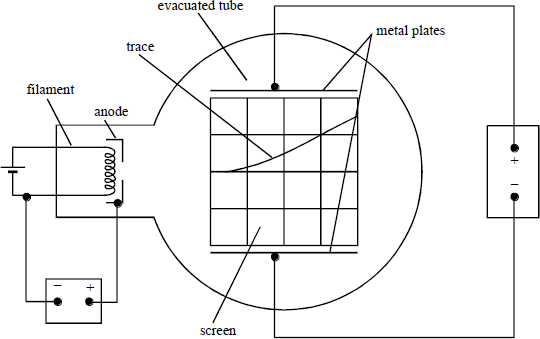 evacuated tube
metal plates
trace
filament
anode
+
−
− +
screen